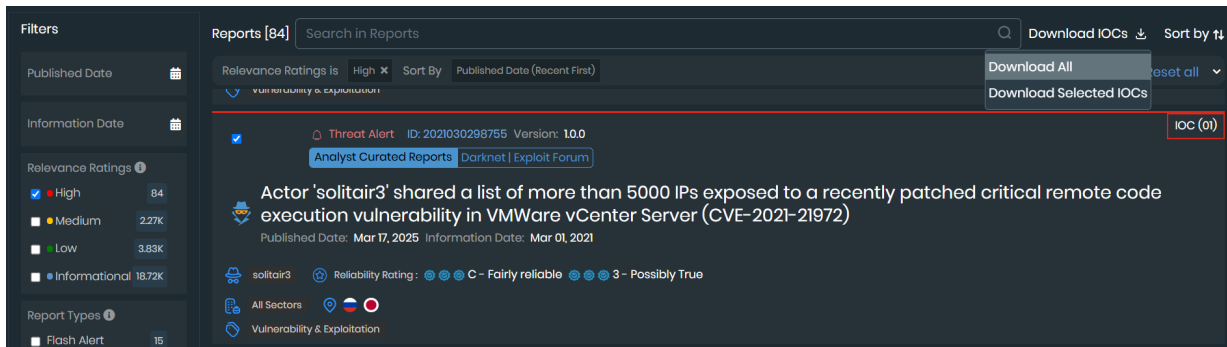 Filters
Published Date
Information Date
Relevance Ratings
High 84
Medium 2.27K
Low 3.83K
Informational 18.72K
Report Types
Flash Alert 15
Reports [84] Search in Reports Download IOCs Sort by
Relevance Ratings is High × Sort By Published Date (Recent First) Reset all
Download All
Download Selected IOCs
Vulnerability & Exploitation
IOC (01)
Threat Alert ID: 2021030298755 Version: 1.0.0
Analyst Curated Reports Darknet | Exploit Forum
Actor 'solitair3' shared a list of more than 5000 IPs exposed to a recently patched critical remote code
execution vulnerability in VMWare vCenter Server (CVE-2021-21972)
Published Date: Mar 17, 2025 Information Date: Mar 01, 2021
solitair3 Reliability Rating : C - Fairly reliable 3 - Possibly True
All Sectors
Vulnerability & Exploitation